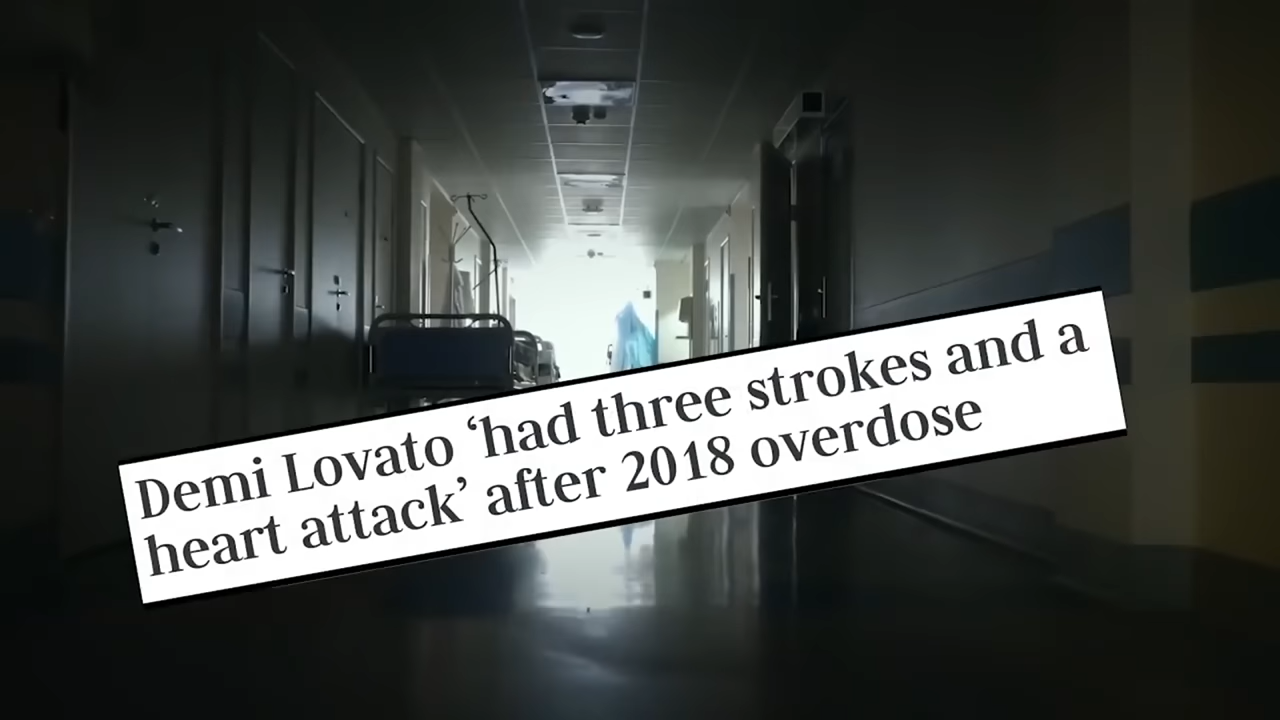 Demi Lovato ‘had three strokes and a
heart attack’ after 2018 overdose